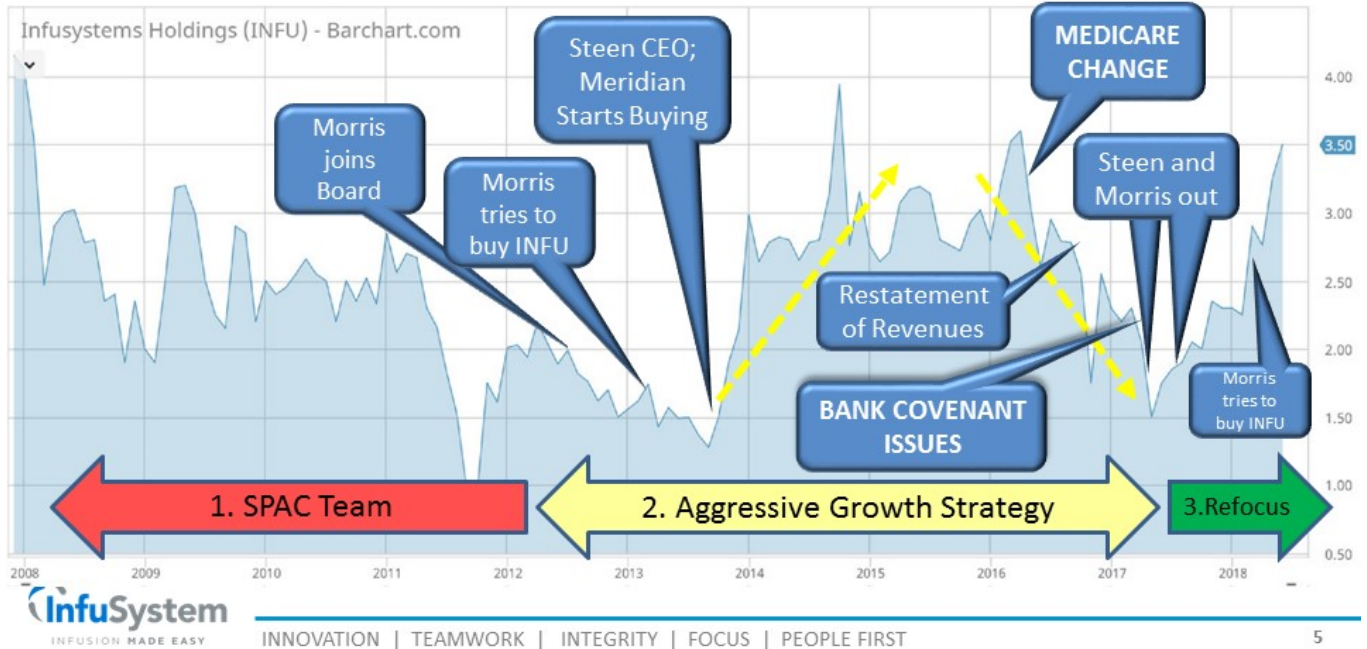 Infusystems Holdings (INFU) - Barchart.com
Steen CEO;
Meridian
Starts Buying
MEDICARE
CHANGE
Morris
joins
Board
Morris
tries to
buy INFU
Steen and
Morris out
Restatement
of Revenues
BANK COVENANT
ISSUES
Morris
tries to
buy INFU
4.00
3.50
3.00
2.50
2.00
1.50
1.00
0.50
1. SPAC Team
2. Aggressive Growth Strategy
3.Refocus
2008 2009 2010 2011 2012 2013 2014 2015 2016 2017 2018
InfuSystem
INFUSION MADE EASY
INNOVATION | TEAMWORK | INTEGRITY | FOCUS | PEOPLE FIRST
5